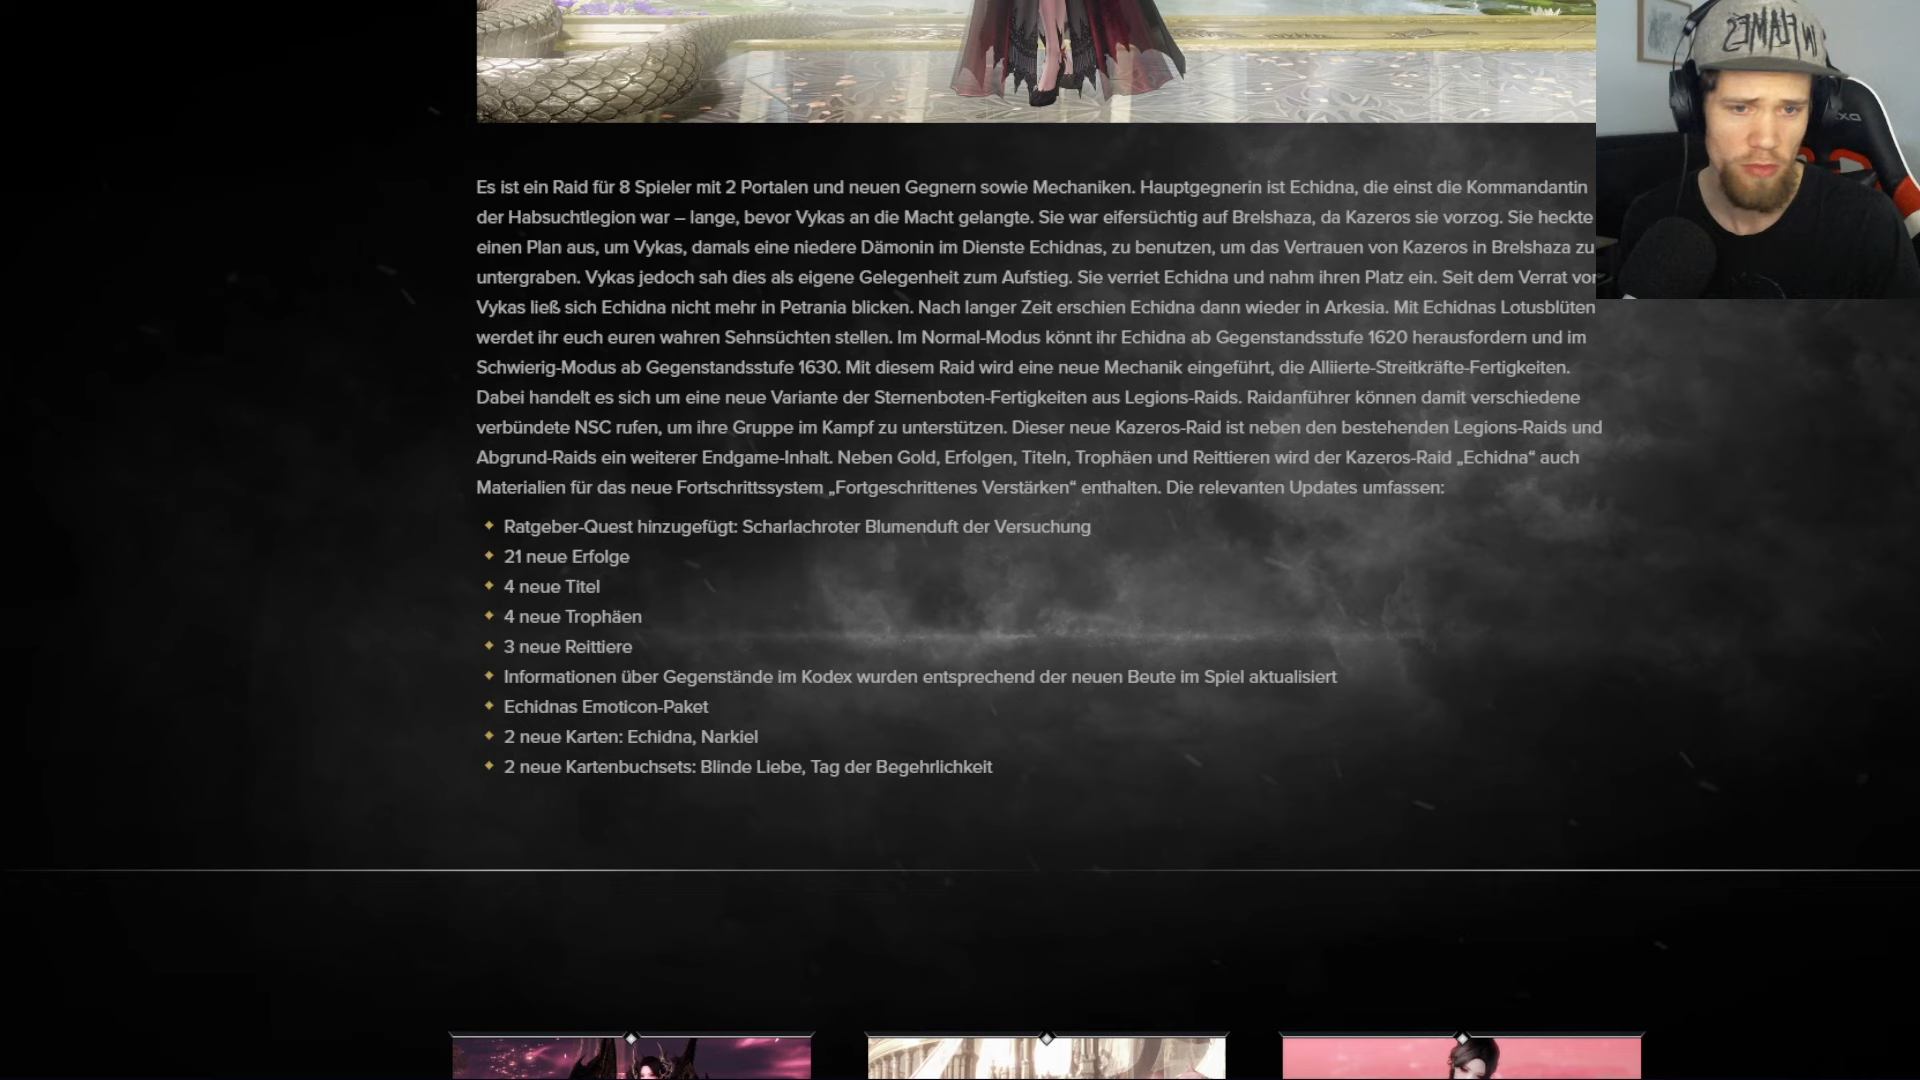 IN FLAMES
Es ist ein Raid für 8 Spieler mit 2 Portalen und neuen Gegnern sowie Mechaniken. Hauptgegnerin ist Echidna, die einst die Kommandantin
der Habsuchtlegion war – lange, bevor Vykas an die Macht gelangte. Sie war eifersüchtig auf Brelshaza, da Kazeros sie vorzog. Sie heckte
einen Plan aus, um Vykas, damals eine niedere Dämonin im Dienste Echidnas, zu benutzen, um das Vertrauen von Kazeros in Brelshaza zu
untergraben. Vykas jedoch sah dies als eigene Gelegenheit zum Aufstieg. Sie verriet Echidna und nahm ihren Platz ein. Seit dem Verrat von
Vykas ließ sich Echidna nicht mehr in Petrania blicken. Nach langer Zeit erschien Echidna dann wieder in Arkesia. Mit Echidnas Lotusblüten
werdet ihr euch euren wahren Sehnsüchten stellen. Im Normal-Modus könnt ihr Echidna ab Gegenstandsstufe 1620 herausfordern und im
Schwierig-Modus ab Gegenstandsstufe 1630. Mit diesem Raid wird eine neue Mechanik eingeführt, die Alliierte-Streitkräfte-Fertigkeiten.
Dabei handelt es sich um eine neue Variante der Sternenboten-Fertigkeiten aus Legions-Raids. Raidanführer können damit verschiedene
verbündete NSC rufen, um ihre Gruppe im Kampf zu unterstützen. Dieser neue Kazeros-Raid ist neben den bestehenden Legions-Raids und
Abgrund-Raids ein weiterer Endgame-Inhalt. Neben Gold, Erfolgen, Titeln, Trophäen und Reittieren wird der Kazeros-Raid „Echidna“ auch
Materialien für das neue Fortschrittssystem „Fortgeschrittenes Verstärken“ enthalten. Die relevanten Updates umfassen:
Ratgeber-Quest hinzugefügt: Scharlachroter Blumenduft der Versuchung
21 neue Erfolge
4 neue Titel
4 neue Trophäen
3 neue Reittiere
Informationen über Gegenstände im Kodex wurden entsprechend der neuen Beute im Spiel aktualisiert
Echidnas Emoticon-Paket
2 neue Karten: Echidna, Narkiel
2 neue Kartenbuchsets: Blinde Liebe, Tag der Begehrlichkeit